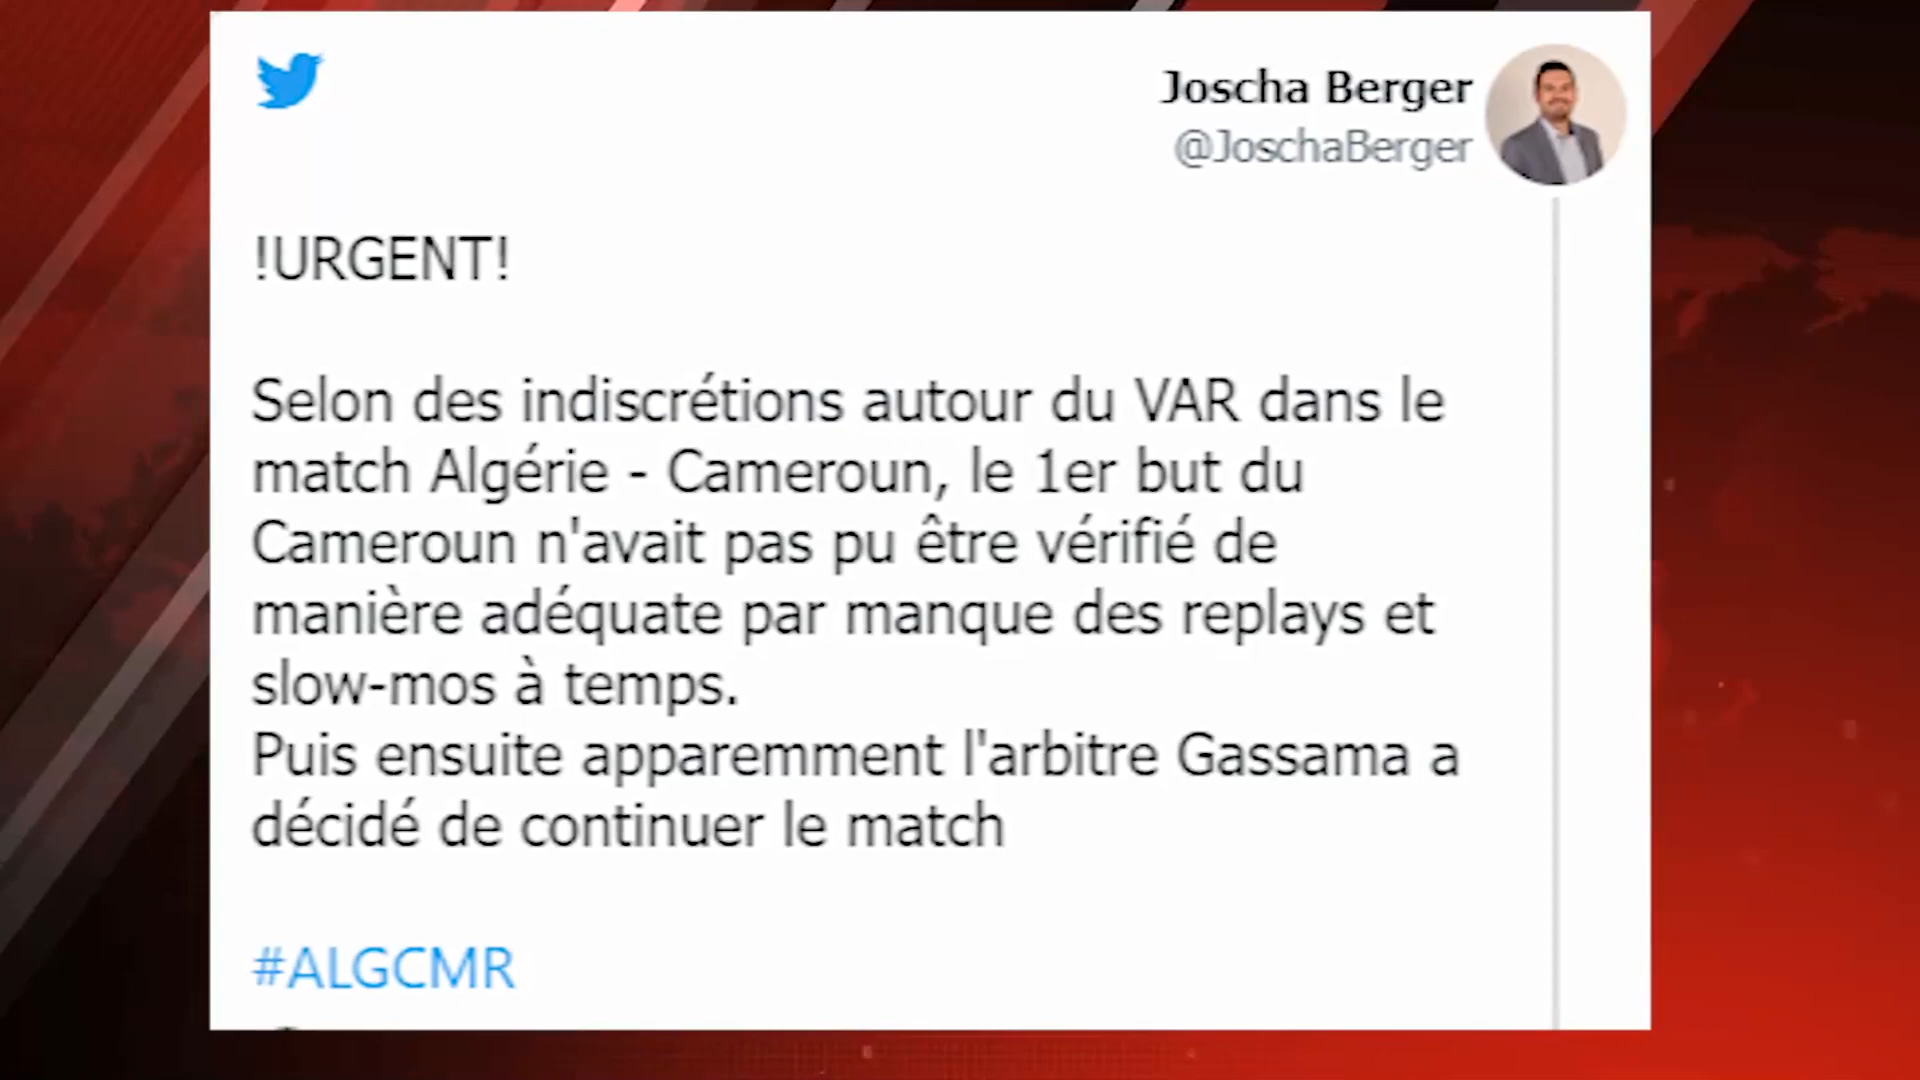 Joscha Berger
@JoschaBerger
!URGENT!
Selon des indiscrétions autour du VAR dans le
match Algérie - Cameroun, le 1er but du
Cameroun n'avait pas pu être vérifié de
manière adéquate par manque des replays et
slow-mos à temps.
Puis ensuite apparemment l'arbitre Gassama a
décidé de continuer le match
#ALGCMR